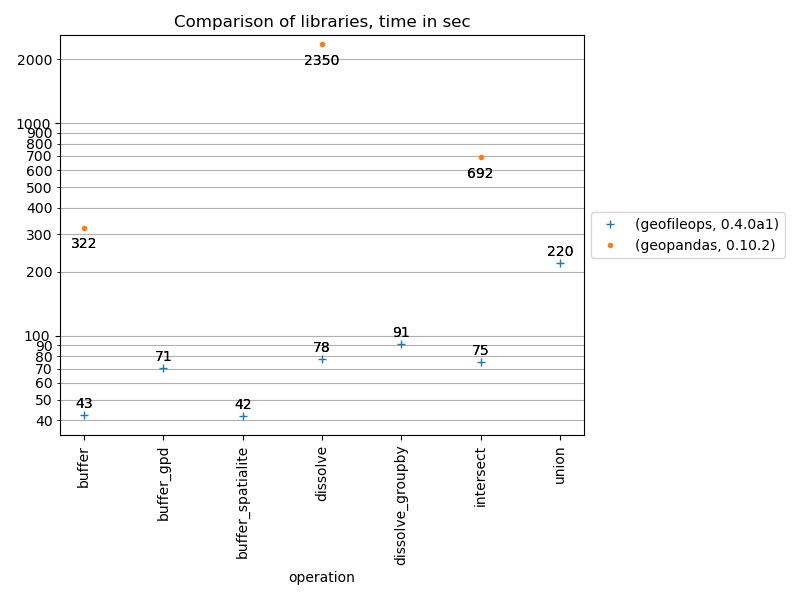 Comparison of libraries, time in sec
2000
1000
900
800
700
600
500
400
300
200
100
90
80
70
60
50
40
2350
692
322
220
91
78
75
71
43
42
(geofileops, 0.4.0a1)
(geopandas, 0.10.2)
buffer
buffer_gpd
buffer_spatialite
dissolve
dissolve_groupby
intersect
union
operation